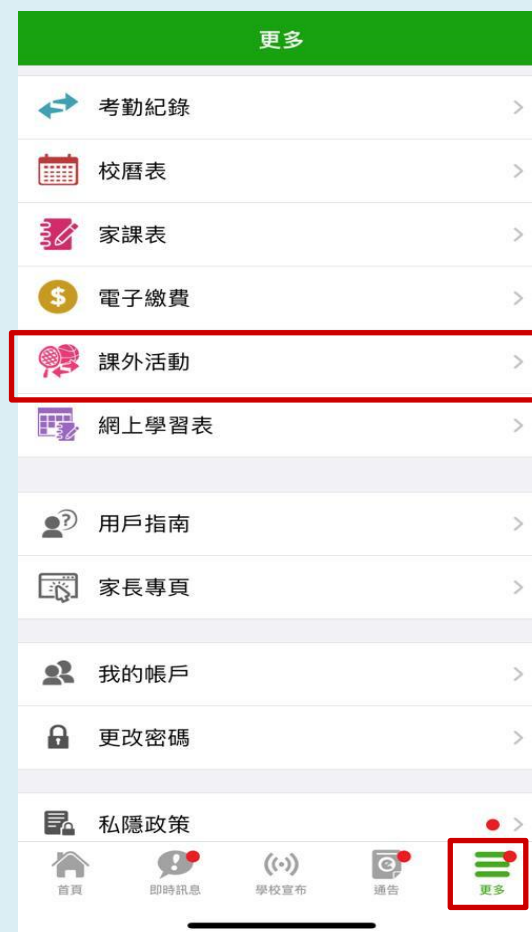 更多
考勤紀錄
校曆表
家課表
電子繳費
課外活動
網上學習表
用戶指南
家長專頁
我的帳戶
更改密碼
私隱政策
首頁 即時訊息 學校宣布 通告 更多